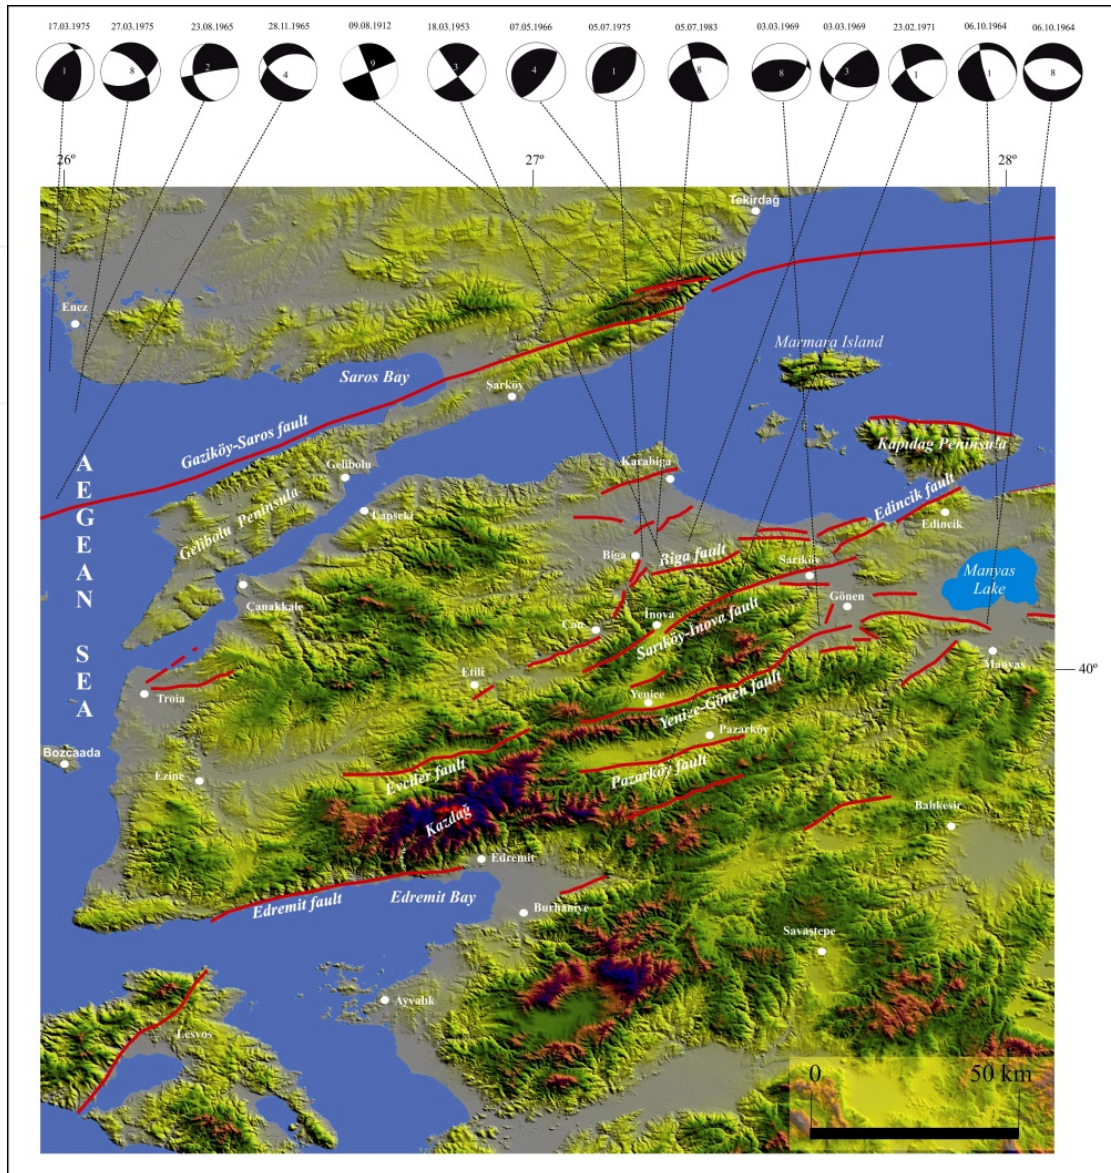 17.03.1975 27.03.1975 23.08.1965 28.11.1965 09.08.1912 18.03.1953 07.05.1966 05.07.1975 05.07.1983 03.03.1975 03.03.1969 23.02.1971 06.10.1964 06.10.1964
1 8 2 4 9 3 4 1 8 8 3 1 1 8
26º 27º 28º
Tekirdağ
Enez
Marmara Island
Saros Bay
Şarköy
Gaziköy-Saros fault
Kapıdag Peninsula
AEGEAN SEA
Gelibolu
Karabiga
Gelibolu Peninsula
Lapseki
Edincik fault
Edincik
Biga
Biga fault
Sarıköy
Manyas
Lake
Çanakkale
Gönen
İnova
Çan
Sarıköy-İnova fault
Manyas
40º
Etili
Troia
Yenice
Yenize-Gönen fault
Pazarköy
Bozcaada
Ezine
Evciler fault
Pazarköy fault
Balıkesir
Kazdağ
Edremit
Edremit fault
Edremit Bay
Burhaniye
Savaştepe
Ayvalık
Lesvos
0 50 km